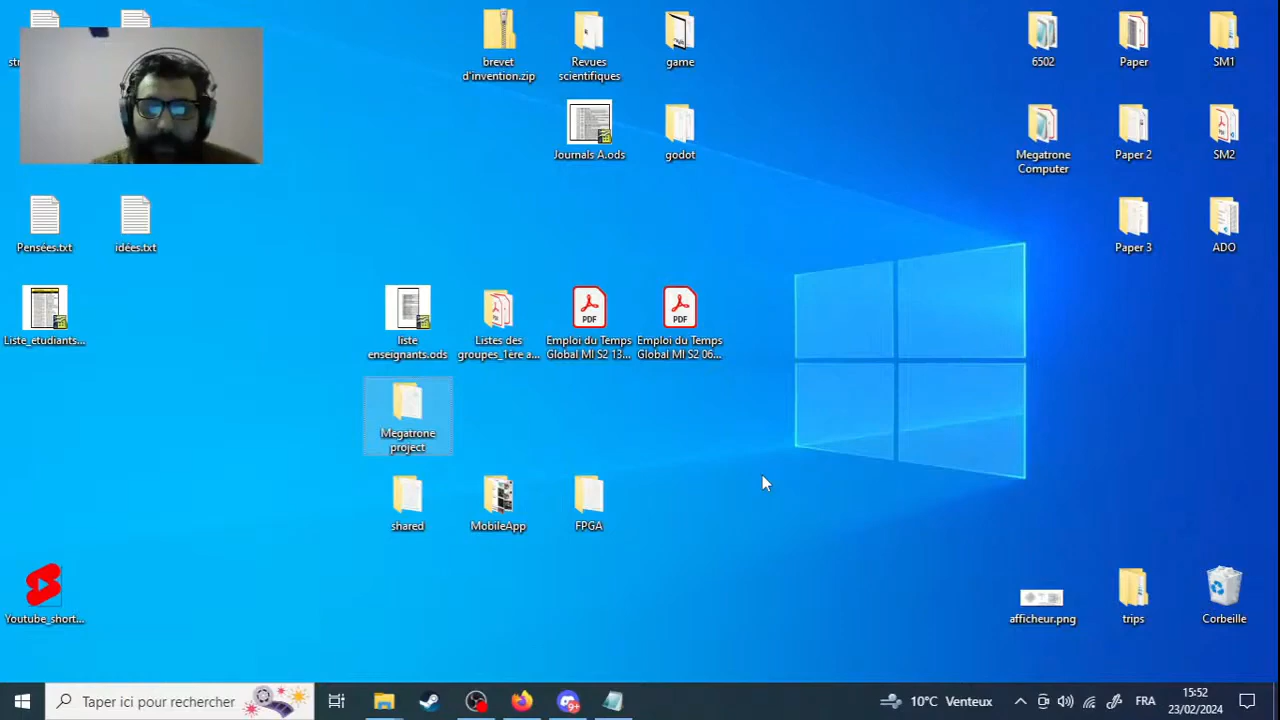 brevet
d'invention.zip
Revues
scientifiques
game
6502
Paper
SM1
Journals A.ods
godot
Megatrone
Computer
Paper 2
SM2
Pensées.txt
idées.txt
Paper 3
ADO
Liste_etudiants...
liste
enseignants.ods
Listes des
groupes_1ère a...
PDF
Emploi du Temps
Global MI S2 13...
PDF
Emploi du Temps
Global MI S2 06...
Megatrone
project
shared
MobileApp
FPGA
Youtube_short...
afficheur.png
trips
Corbeille
Taper ici pour rechercher
9+
10°C Venteux
FRA
15:52
23/02/2024